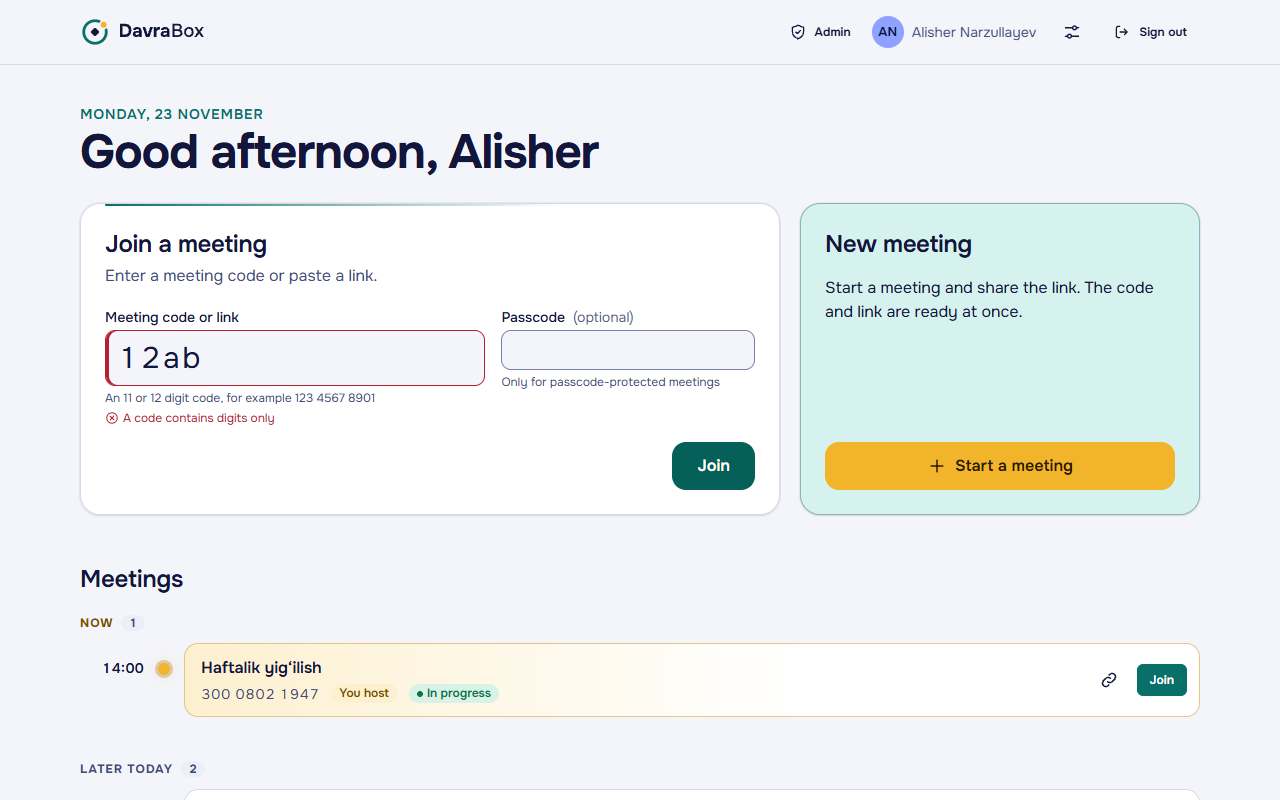 DavraBox
Admin
AN
Alisher Narzullayev
Sign out
MONDAY, 23 NOVEMBER
Good afternoon, Alisher
Join a meeting
Enter a meeting code or paste a link.
Meeting code or link
12ab
An 11 or 12 digit code, for example 123 4567 8901
A code contains digits only
Passcode (optional)
Only for passcode-protected meetings
Join
New meeting
Start a meeting and share the link. The code
and link are ready at once.
Start a meeting
Meetings
NOW 1
14:00
Haftalik yig‘ilish
300 0802 1947 You host In progress
Join
LATER TODAY 2